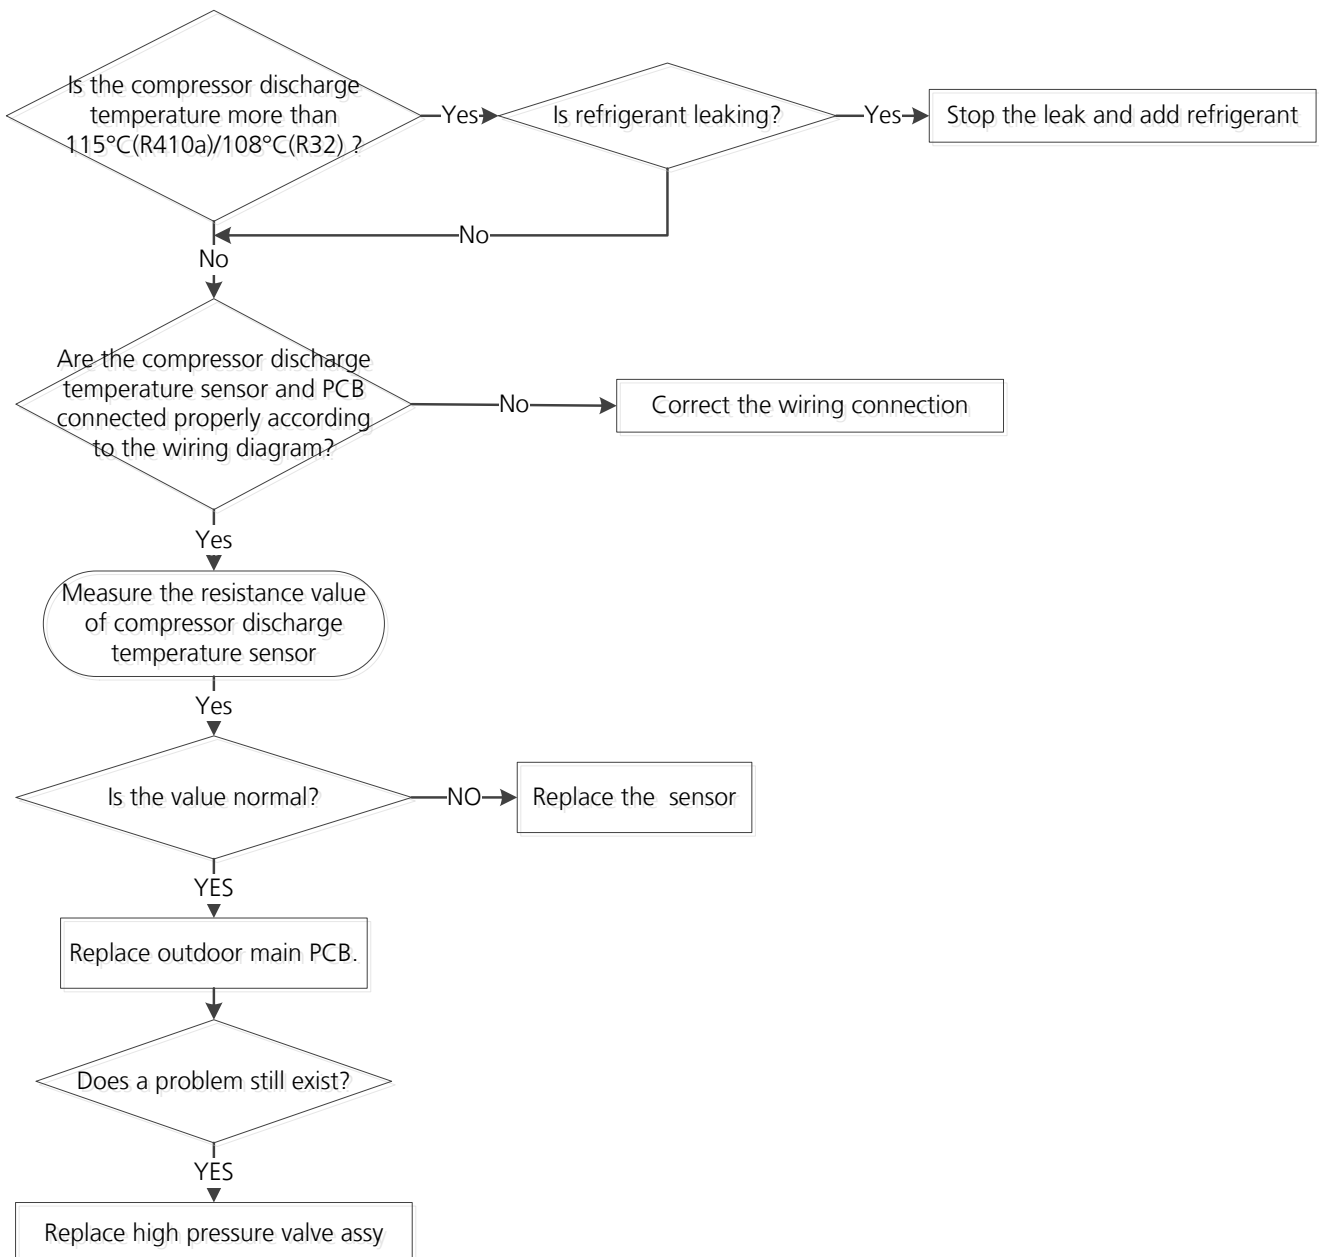 Is the compressor discharge
temperature more than
115°C(R410a)/108°C(R32) ?
Yes
Is refrigerant leaking?
Yes
Stop the leak and add refrigerant
No
No
Are the compressor discharge
temperature sensor and PCB
connected properly according
to the wiring diagram?
No
Correct the wiring connection
Yes
Measure the resistance value
of compressor discharge
temperature sensor
Yes
Is the value normal?
NO
Replace the sensor
YES
Replace outdoor main PCB.
Does a problem still exist?
YES
Replace high pressure valve assy